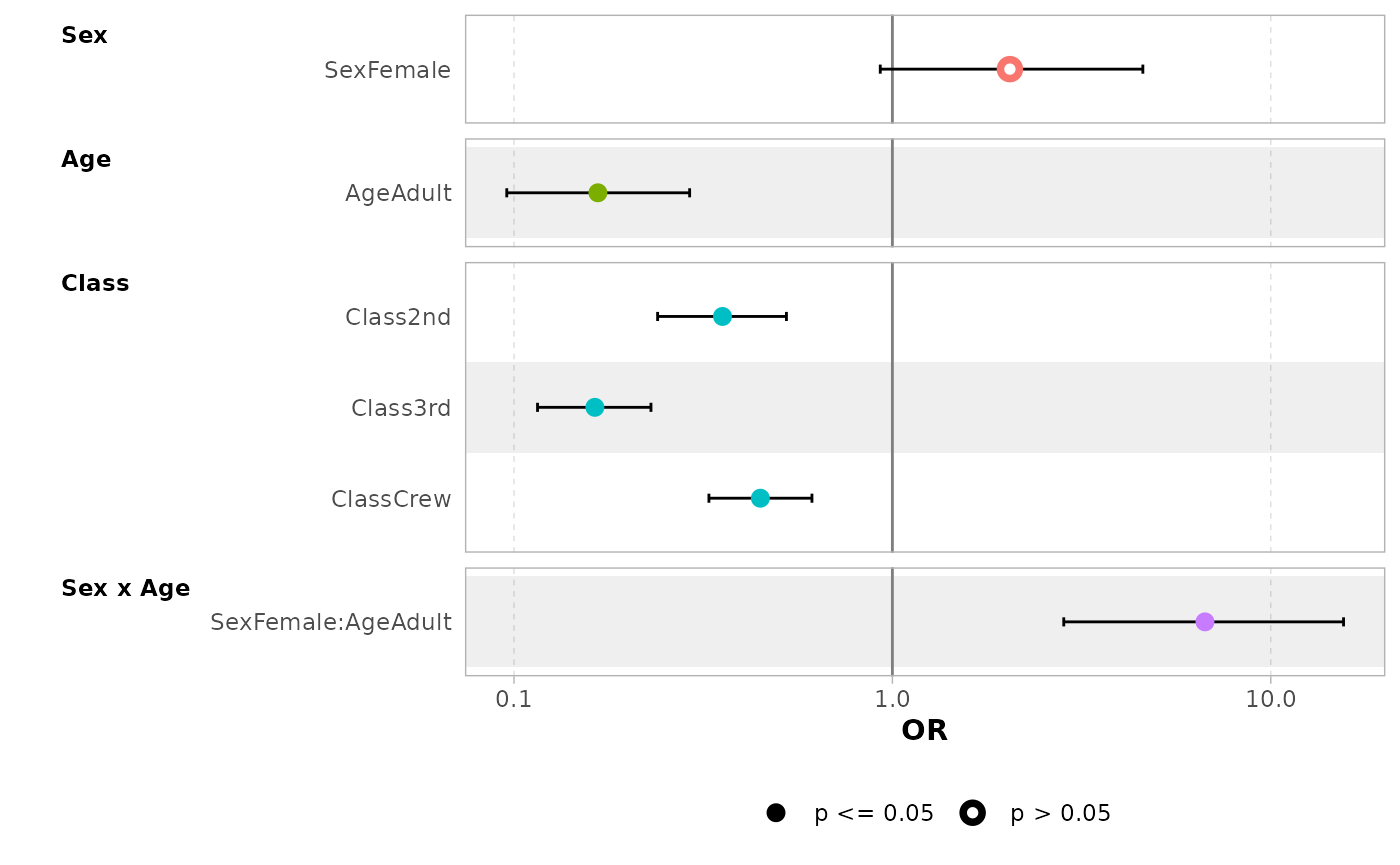 Sex
SexFemale
Age
AgeAdult
Class
Class2nd
Class3rd
ClassCrew
Sex x Age
SexFemale:AgeAdult
0.1 1.0 10.0
OR
p <= 0.05 p > 0.05